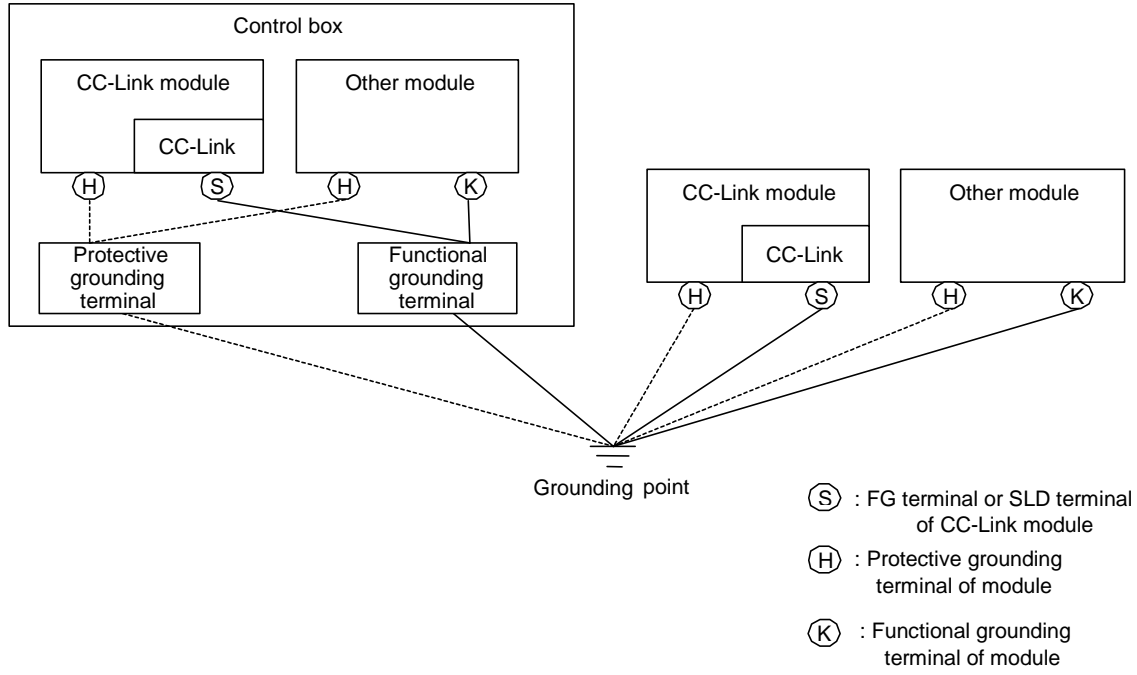 Control box
CC-Link module
Other module
CC-Link
H
S
H
K
Protective
grounding
terminal
Functional
grounding
terminal
CC-Link module
Other module
CC-Link
H
S
H
K
Grounding point
S : FG terminal or SLD terminal
of CC-Link module
H : Protective grounding
terminal of module
K : Functional grounding
terminal of module